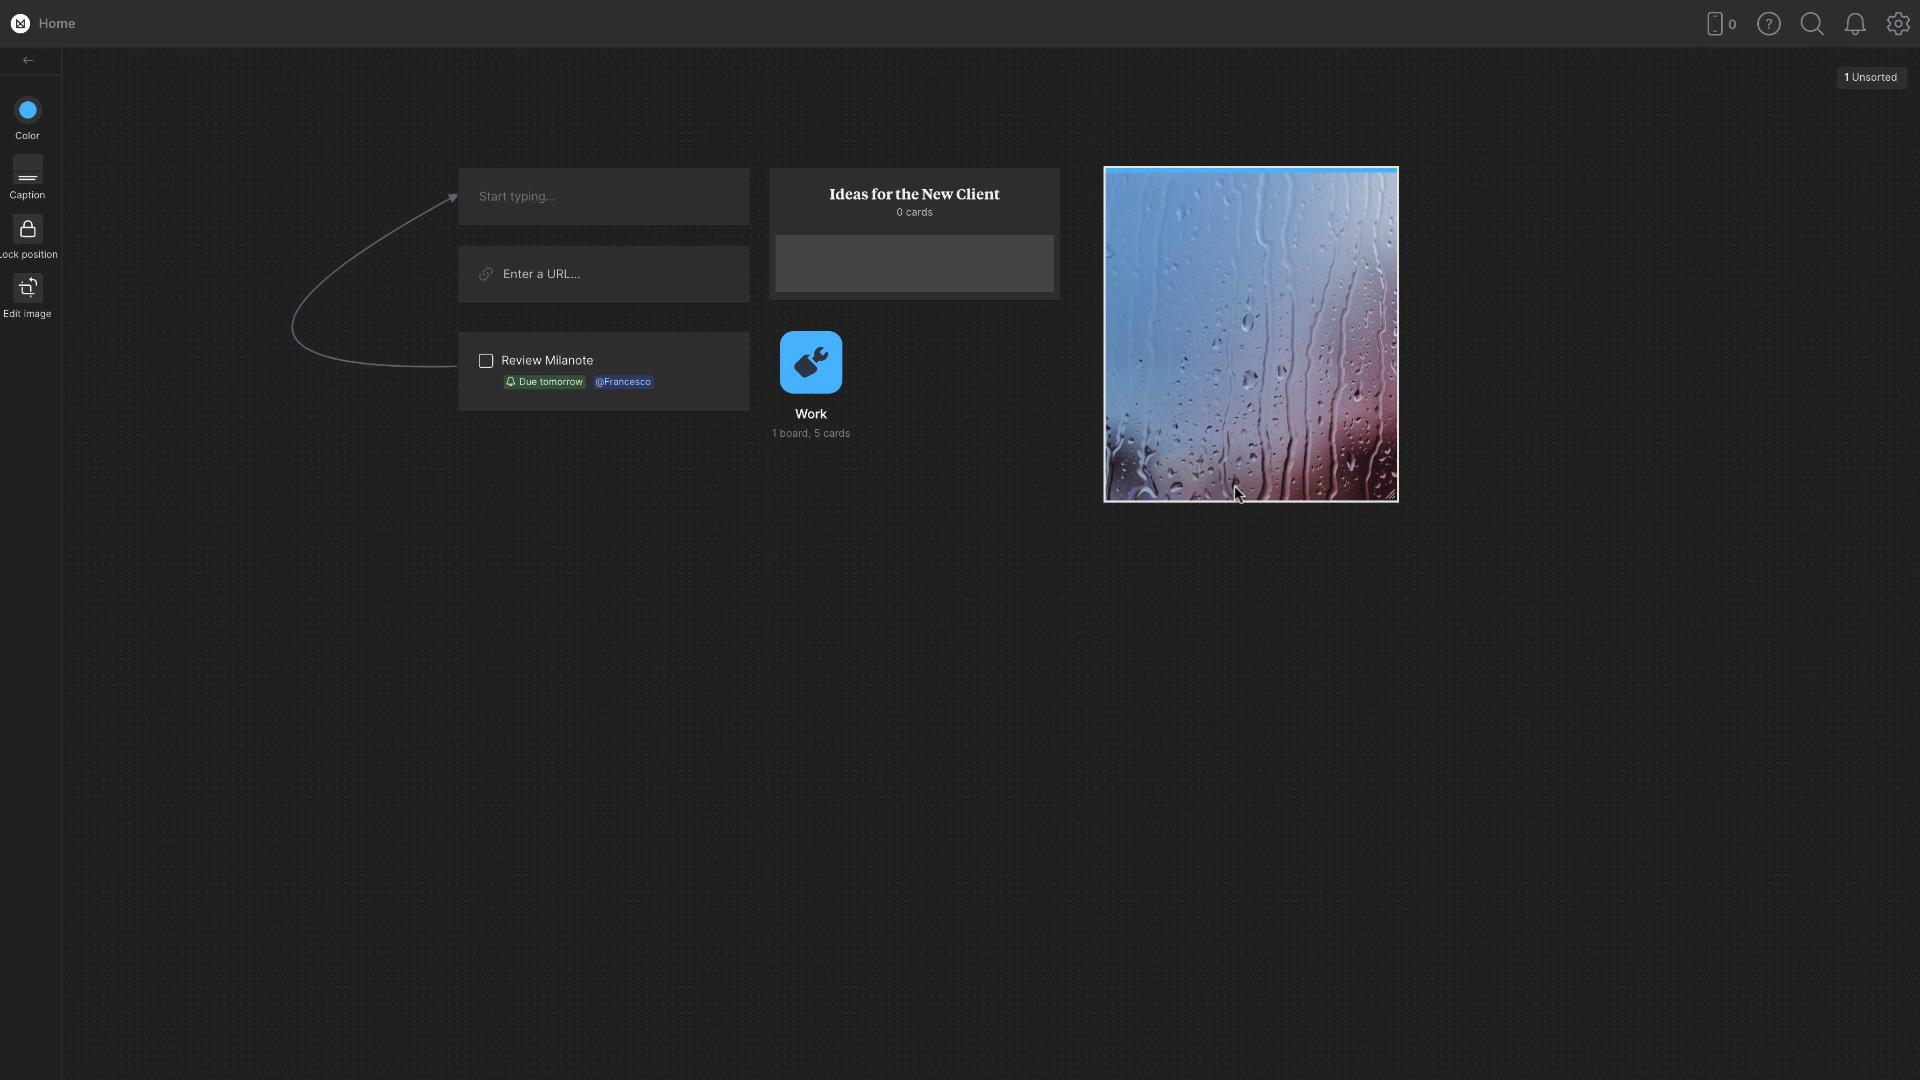 Home
0
1 Unsorted
Color
Caption
Lock position
Edit image
Start typing...
Enter a URL...
Review Milanote
Due tomorrow @Francesco
Ideas for the New Client
0 cards
Work
1 board, 5 cards